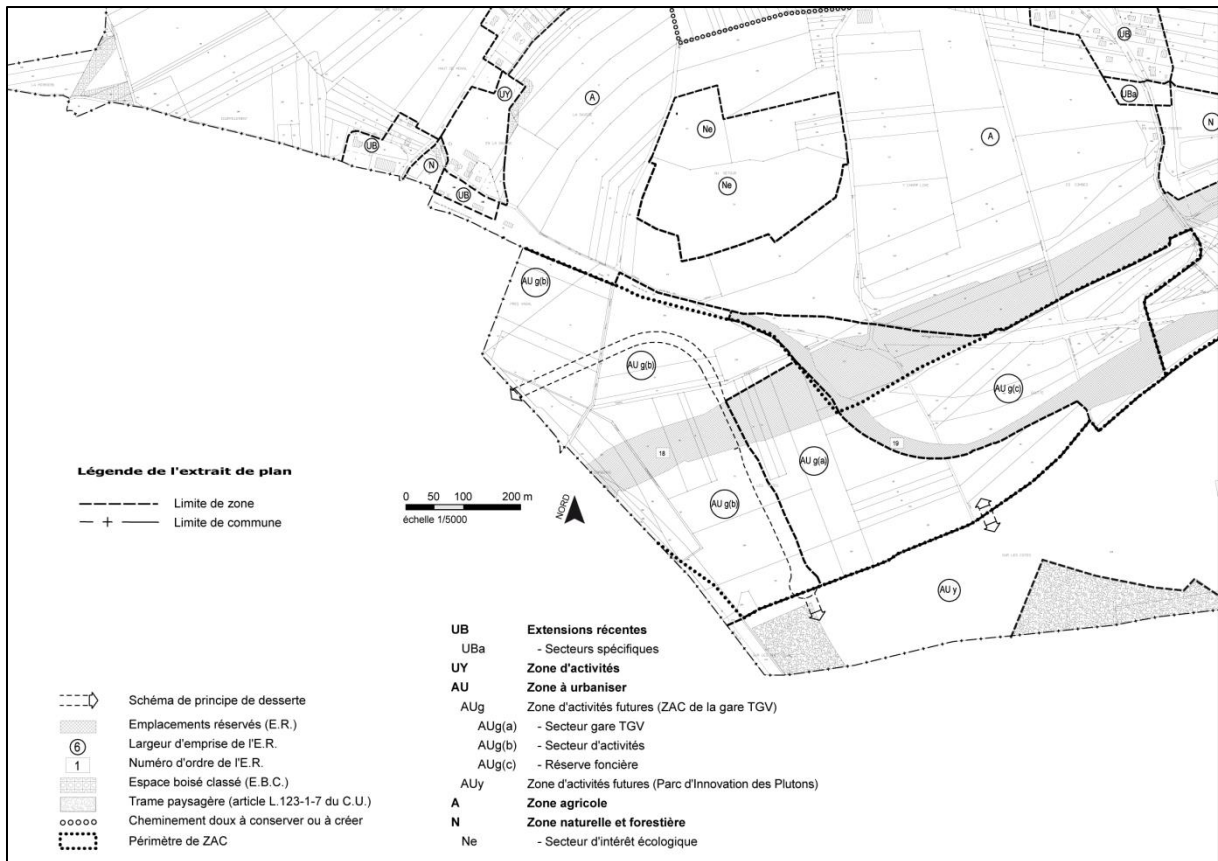 UB
UY
UBa
A
Ne
UB
A
N
N
Ne
UB
AU g(b)
AU g(b)
AU g(c)
19
AU g(a)
18
AU g(b)
AU y
Légende de l'extrait de plan
Limite de zone
Limite de commune
0 50 100 200 m
échelle 1/5000
NORD
Schéma de principe de desserte
Emplacements réservés (E.R.)
6 Largeur d'emprise de l'E.R.
1 Numéro d'ordre de l'E.R.
Espace boisé classé (E.B.C.)
Trame paysagère (article L.123-1-7 du C.U.)
Cheminement doux à conserver ou à créer
Périmètre de ZAC
UB Extensions récentes
UBa - Secteurs spécifiques
UY Zone d'activités
AU Zone à urbaniser
AUg Zone d'activités futures (ZAC de la gare TGV)
AUg(a) - Secteur gare TGV
AUg(b) - Secteur d'activités
AUg(c) - Réserve foncière
AUy Zone d'activités futures (Parc d'Innovation des Plutons)
A Zone agricole
N Zone naturelle et forestière
Ne - Secteur d'intérêt écologique